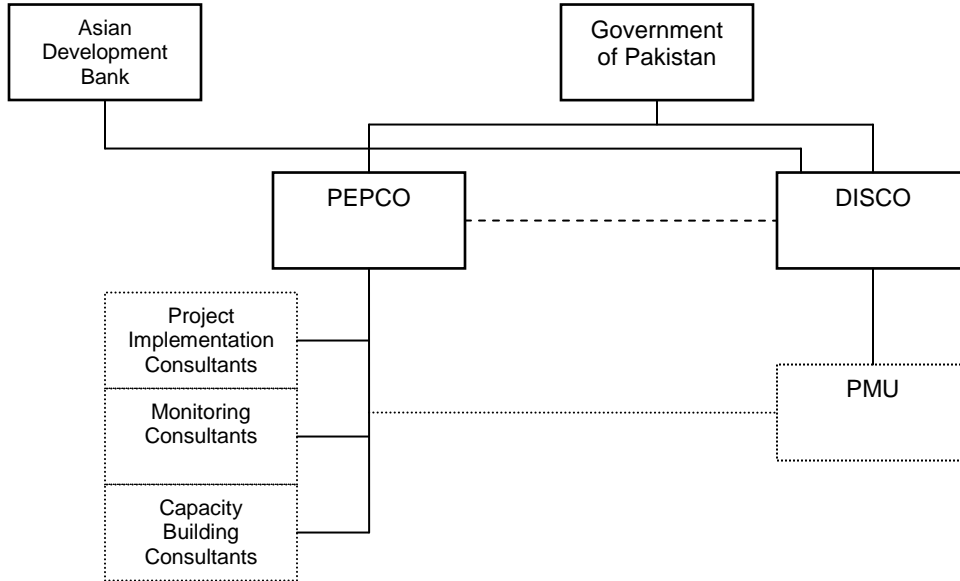 Asian
Development
Bank
Government
of Pakistan
PEPCO
DISCO
Project
Implementation
Consultants
Monitoring
Consultants
PMU
Capacity
Building
Consultants